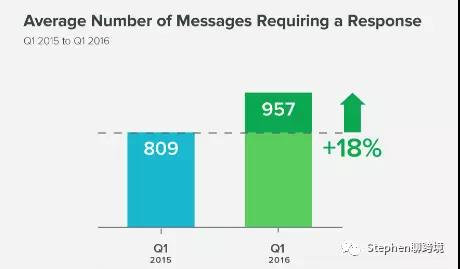 Average Number of Messages Requiring a Response
Q1 2015 to Q1 2016
957
809
+18%
Q1
2015
Q1
2016
Stephen聊跨境